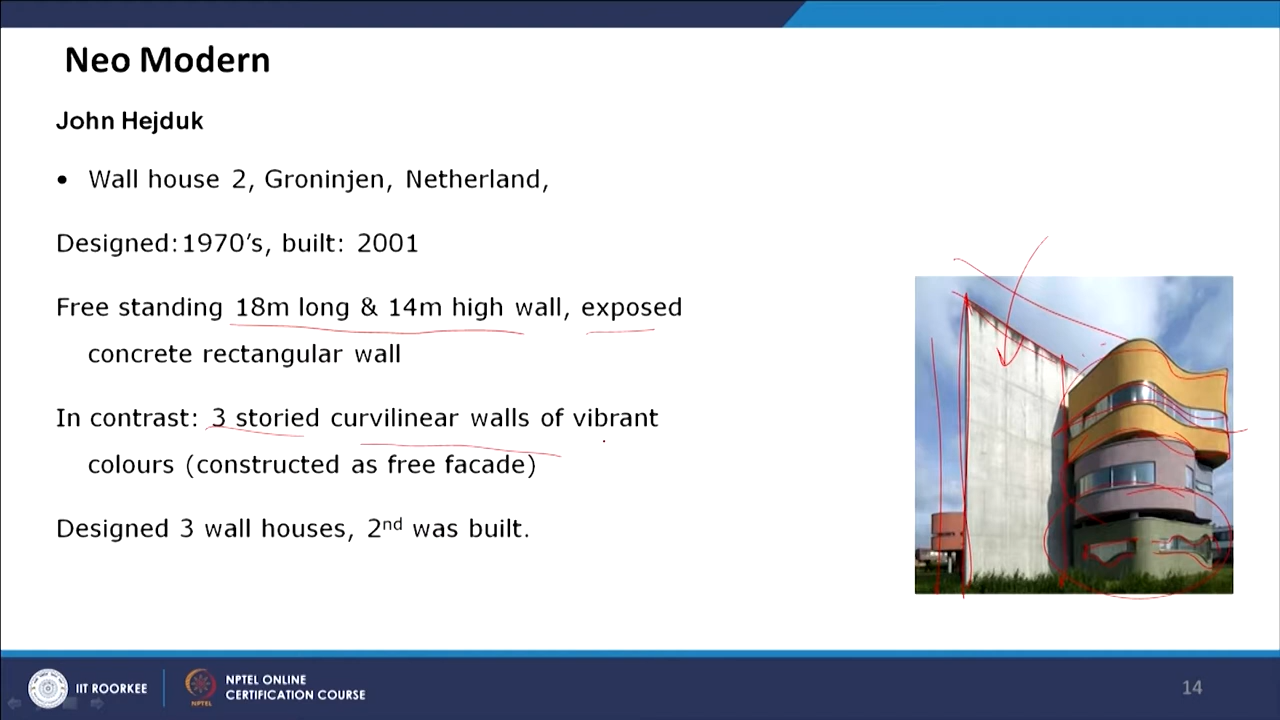 Neo Modern
John Hejduk
• Wall house 2, Groninjen, Netherland,
Designed:1970’s, built: 2001
Free standing 18m long & 14m high wall, exposed
concrete rectangular wall
In contrast: 3 storied curvilinear walls of vibrant
colours (constructed as free facade)
Designed 3 wall houses, 2nd was built.
IIT ROORKEE
NPTEL ONLINE
CERTIFICATION COURSE
NPTEL
14